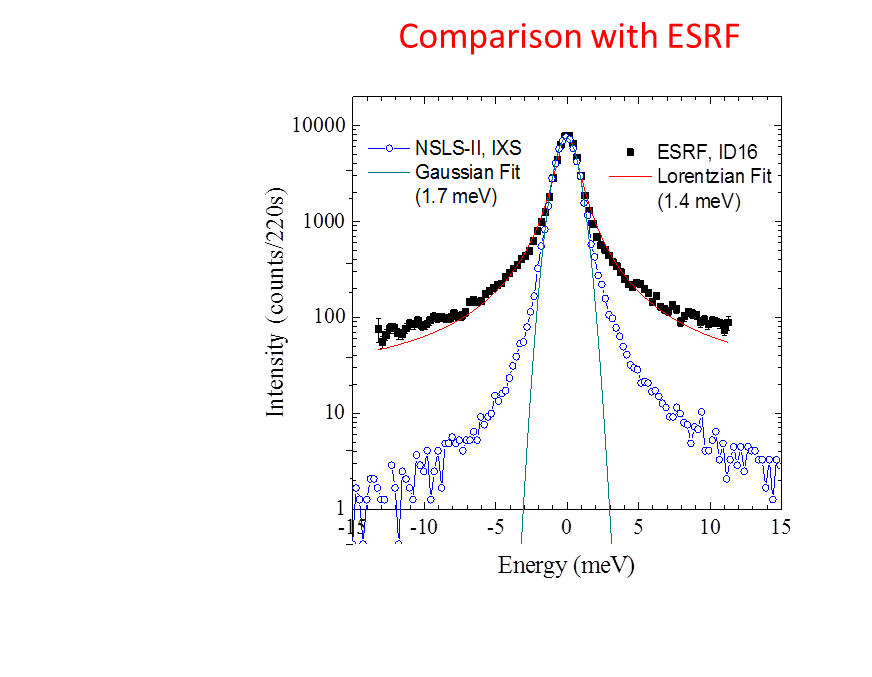 Comparison with ESRF
10000
1000
100
10
1
Intensity (counts/220s)
NSLS-II, IXS
Gaussian Fit
(1.7 meV)
ESRF, ID16
Lorentzian Fit
(1.4 meV)
-15 -10 -5 0 5 10 15
Energy (meV)